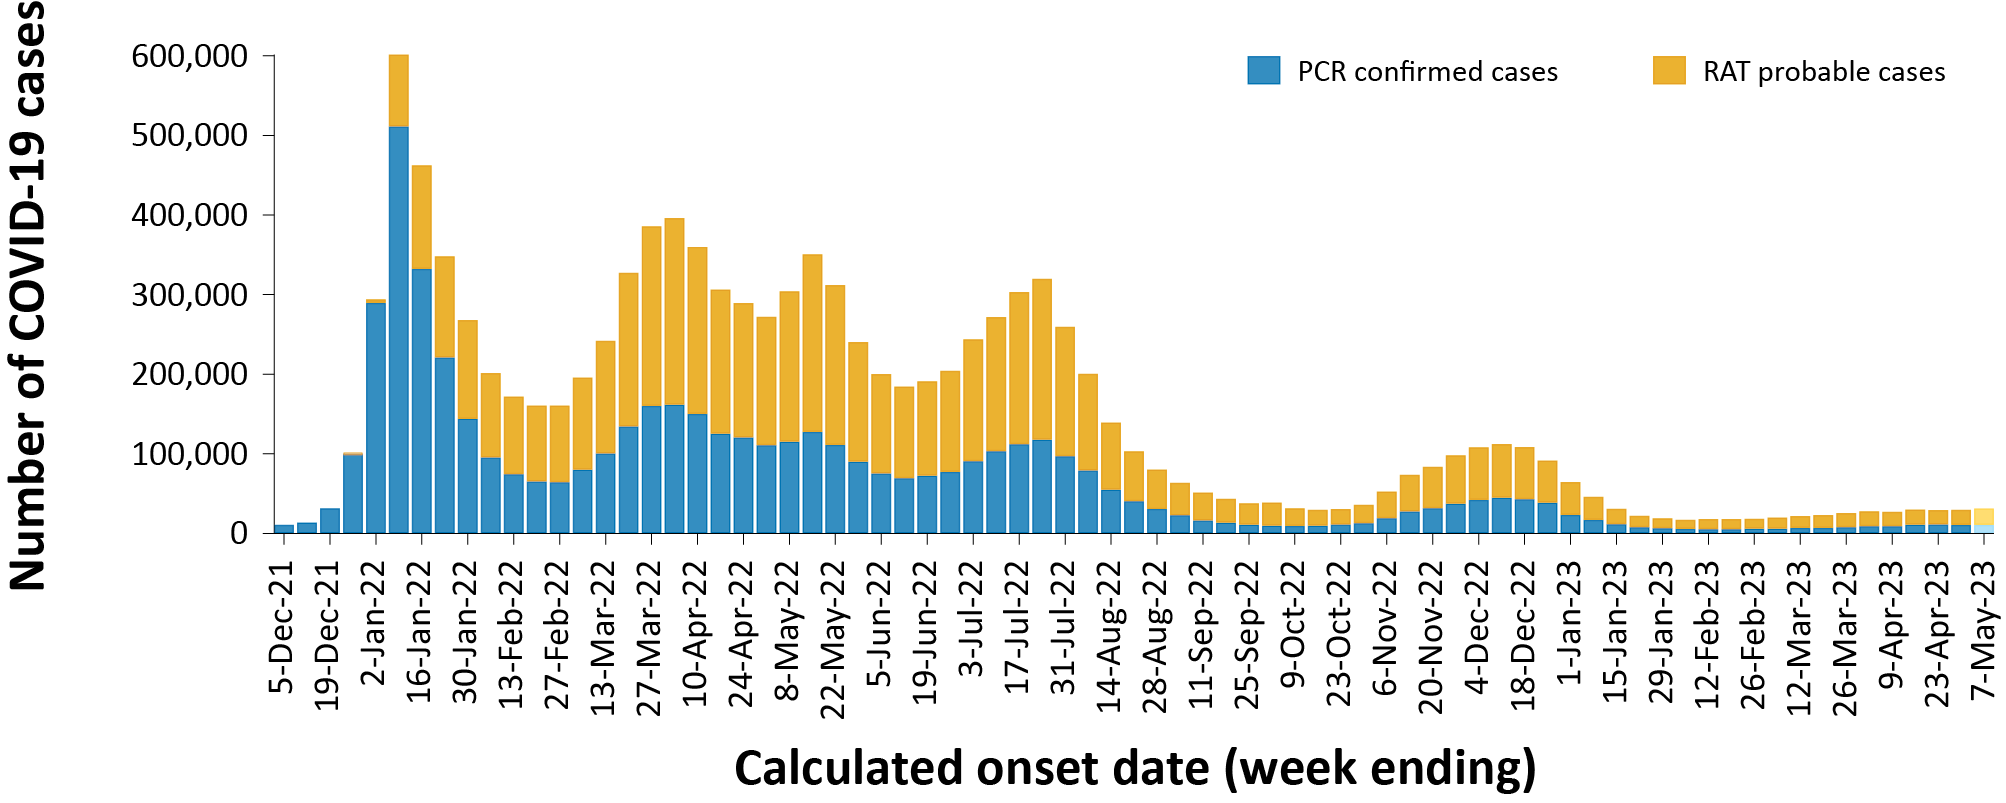 Number of COVID-19 cases
600,000
500,000
400,000
300,000
200,000
100,000
0
PCR confirmed cases
RAT probable cases
5-Dec-21
19-Dec-21
2-Jan-22
16-Jan-22
30-Jan-22
13-Feb-22
27-Feb-22
13-Mar-22
27-Mar-22
10-Apr-22
24-Apr-22
8-May-22
22-May-22
5-Jun-22
19-Jun-22
3-Jul-22
17-Jul-22
31-Jul-22
14-Aug-22
28-Aug-22
11-Sep-22
25-Sep-22
9-Oct-22
23-Oct-22
6-Nov-22
20-Nov-22
4-Dec-22
18-Dec-22
1-Jan-23
15-Jan-23
29-Jan-23
12-Feb-23
26-Feb-23
12-Mar-23
26-Mar-23
9-Apr-23
23-Apr-23
7-May-23
Calculated onset date (week ending)